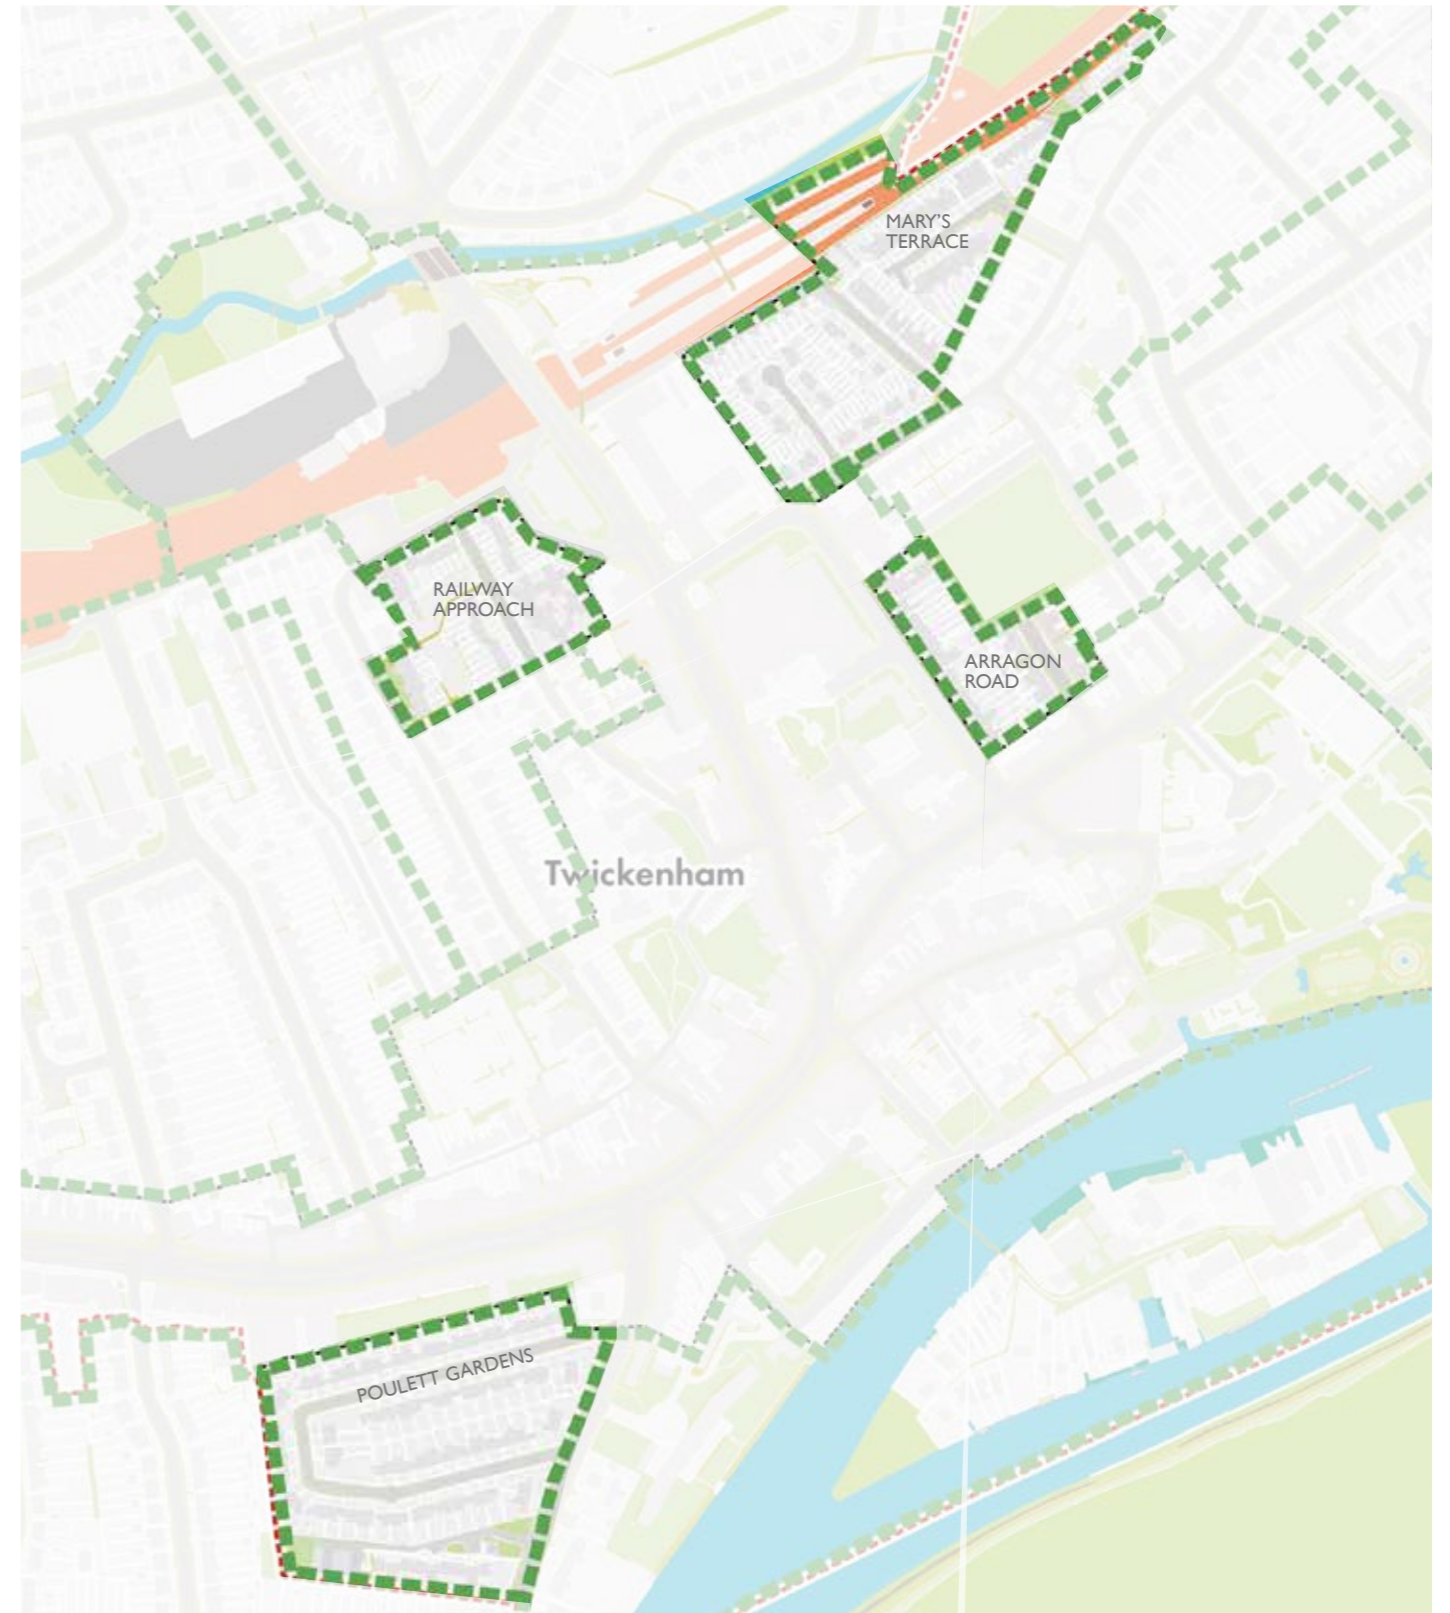 MARY'S
TERRACE
RAILWAY
APPROACH
ARRAGON
ROAD
Twickenham
POULETT GARDENS